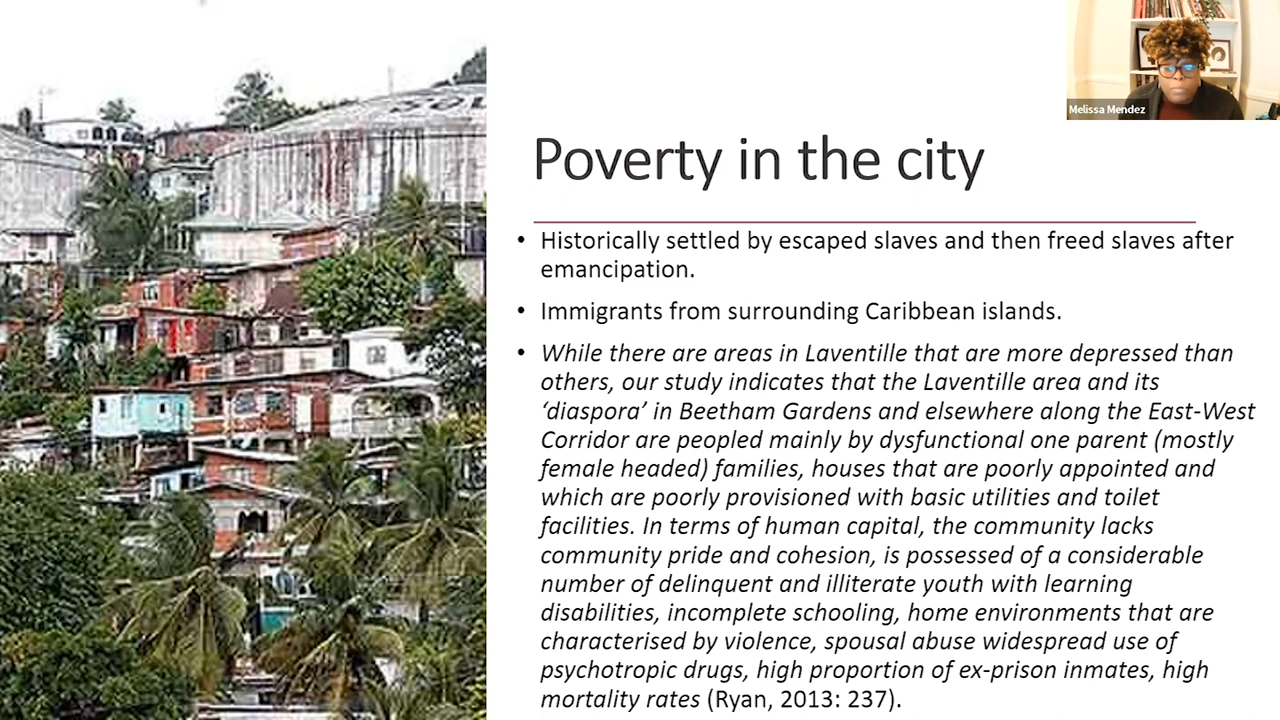 Melissa Mendez
Poverty in the city
• Historically settled by escaped slaves and then freed slaves after
emancipation.
• Immigrants from surrounding Caribbean islands.
• While there are areas in Laventille that are more depressed than
others, our study indicates that the Laventille area and its
‘diaspora’ in Beetham Gardens and elsewhere along the East-West
Corridor are peopled mainly by dysfunctional one parent (mostly
female headed) families, houses that are poorly appointed and
which are poorly provisioned with basic utilities and toilet
facilities. In terms of human capital, the community lacks
community pride and cohesion, is possessed of a considerable
number of delinquent and illiterate youth with learning
disabilities, incomplete schooling, home environments that are
characterised by violence, spousal abuse widespread use of
psychotropic drugs, high proportion of ex-prison inmates, high
mortality rates (Ryan, 2013: 237).